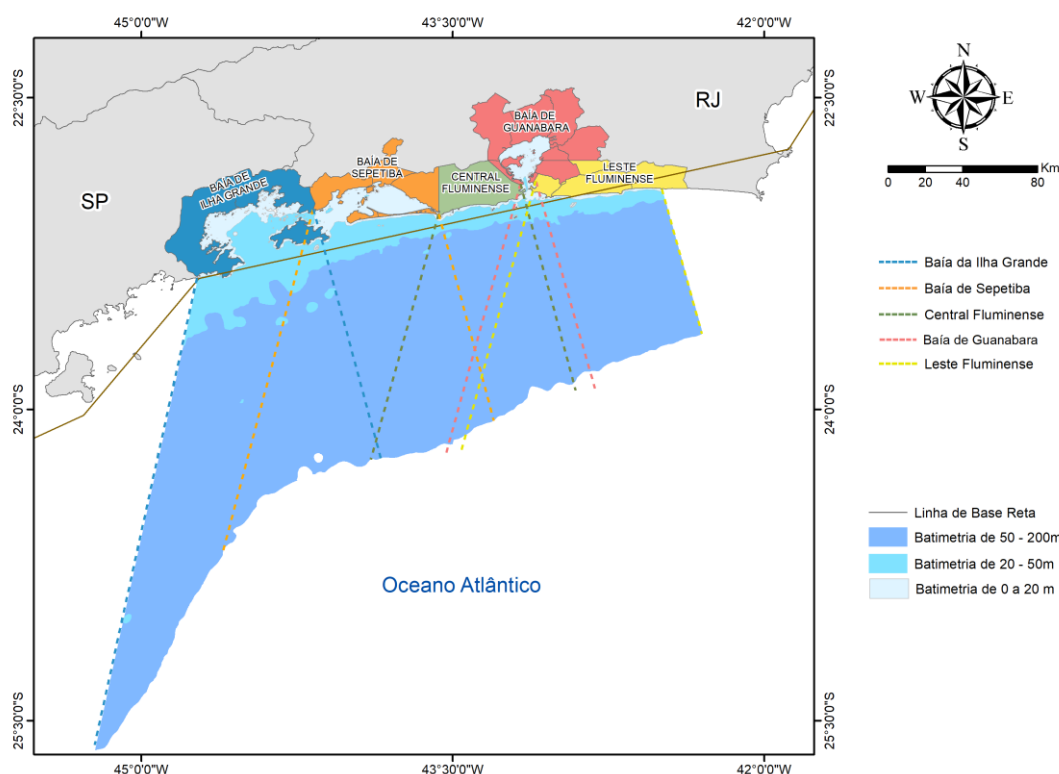 45°0'0"W
43°30'0"W
42°0'0"W
22°30'0"S
22°30'0"S
N
W
E
S
RJ
SP
BAÍA DE
GUANABARA
BAÍA DE
SEPETIBA
BAÍA DE
ILHA GRANDE
CENTRAL
FLUMINENSE
LESTE
FLUMINENSE
Km
0 20 40 60 80
Baía da Ilha Grande
Baía de Sepetiba
Central Fluminense
Baía de Guanabara
Leste Fluminense
24°0'0"S
24°0'0"S
Linha de Base Reta
Batimetria de 50 - 200m
Batimetria de 20 - 50m
Batimetria de 0 a 20 m
Oceano Atlântico
25°30'0"S
25°30'0"S
45°0'0"W
43°30'0"W
42°0'0"W